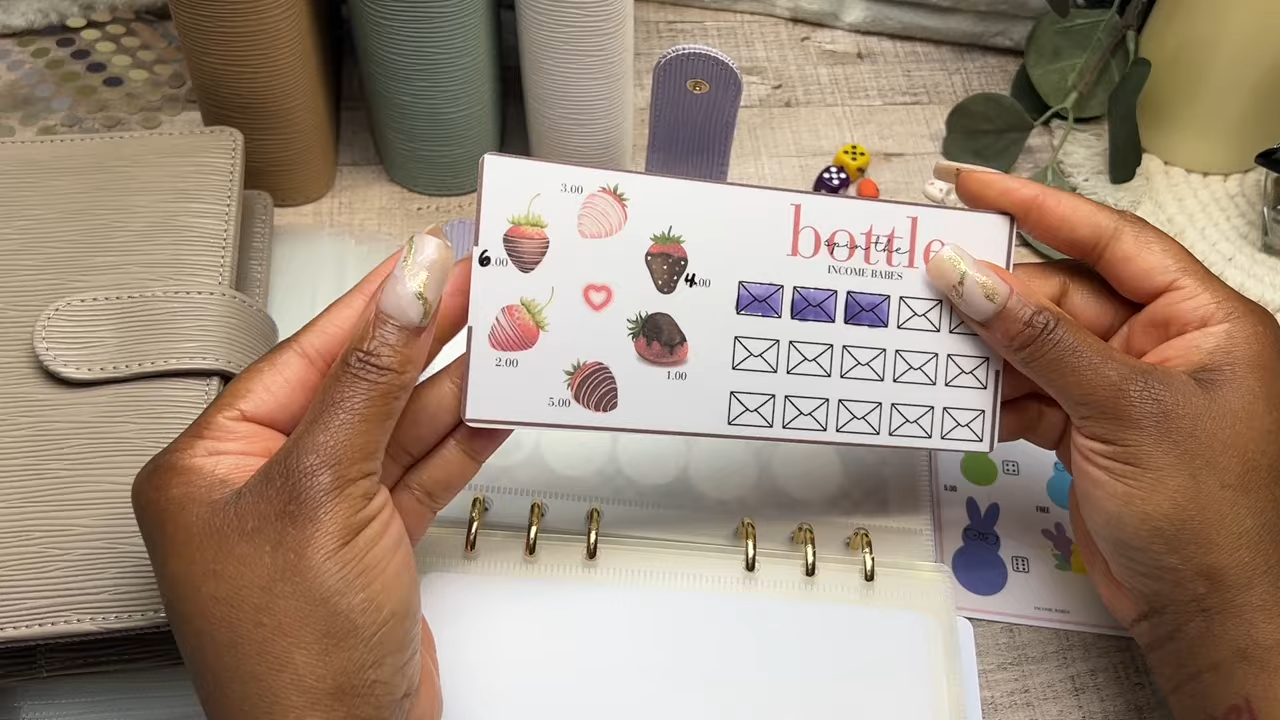 3.00
6.00
4.00
2.00
1.00
5.00
bottle
spin the
INCOME BABES
5.00
FREE
INCOME BABES